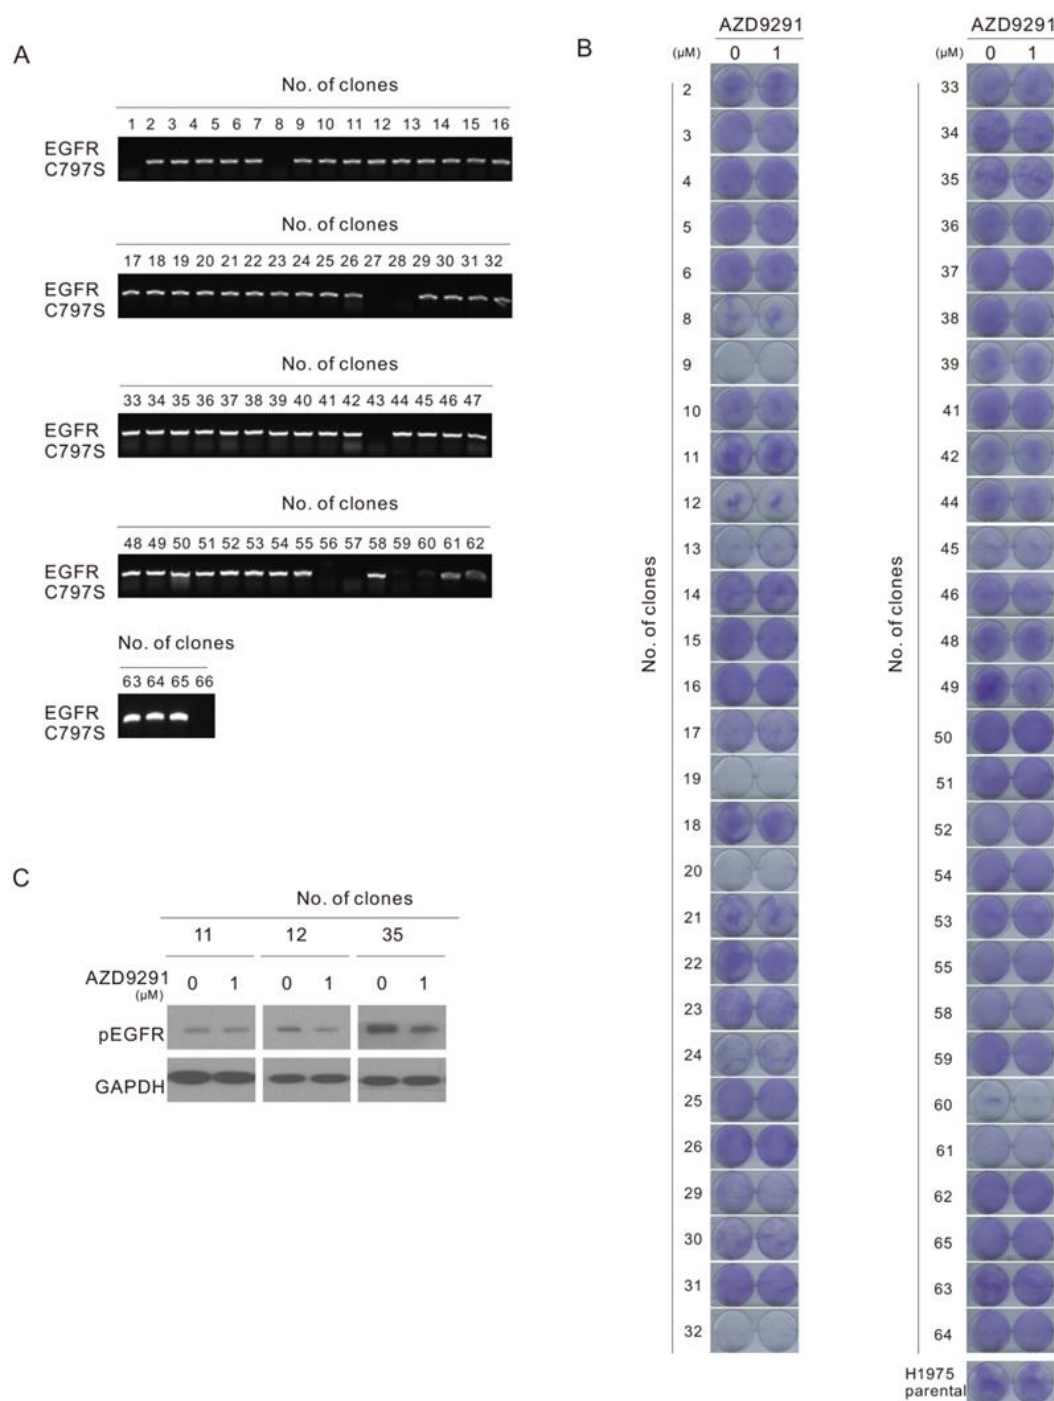 A
No. of clones
1 2 3 4 5 6 7 8 9 10 11 12 13 14 15 16
EGFR
C797S
No. of clones
17 18 19 20 21 22 23 24 25 26 27 28 29 30 31 32
EGFR
C797S
No. of clones
33 34 35 36 37 38 39 40 41 42 43 44 45 46 47
EGFR
C797S
No. of clones
48 49 50 51 52 53 54 55 56 57 58 59 60 61 62
EGFR
C797S
No. of clones
63 64 65 66
EGFR
C797S
B
AZD9291
(μM) 0 1
No. of clones
2
3
4
5
6
8
9
10
11
12
13
14
15
16
17
19
18
20
21
22
23
24
25
26
29
30
31
32
AZD9291
(μM) 0 1
No. of clones
33
34
35
36
37
38
39
41
42
44
45
46
48
49
50
51
52
54
53
55
58
59
60
61
62
65
63
64
H1975
parental
C
No. of clones
11 12 35
AZD9291 0 1 0 1 0 1
(μM)
pEGFR
GAPDH